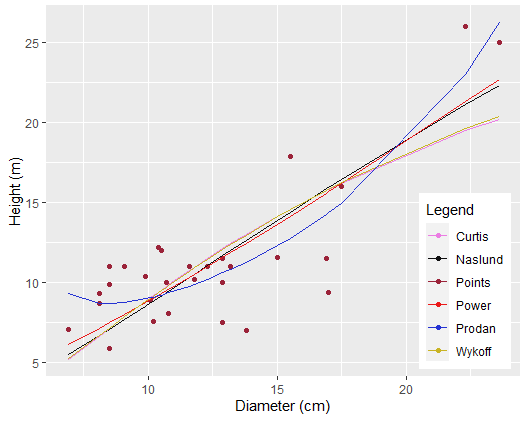 25
20
15
10
5
Height (m)
10
15
20
Diameter (cm)
Legend
Curtis
Naslund
Points
Power
Prodan
Wykoff